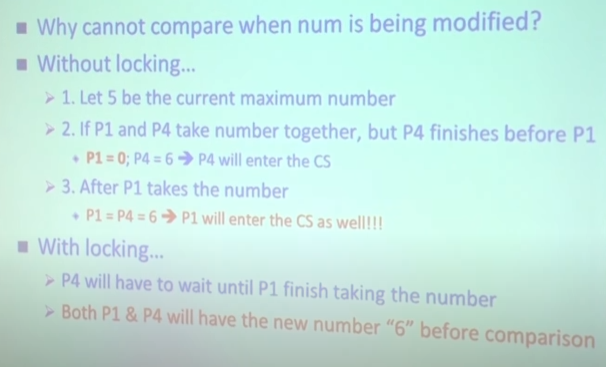 ■ Why cannot compare when num is being modified?
■ Without locking...
➢ 1. Let 5 be the current maximum number
➢ 2. If P1 and P4 take number together, but P4 finishes before P1
✦ P1 = 0; P4 = 6 ➔ P4 will enter the CS
➢ 3. After P1 takes the number
✦ P1 = P4 = 6 ➔ P1 will enter the CS as well!!!
■ With locking...
➢ P4 will have to wait until P1 finish taking the number
➢ Both P1 & P4 will have the new number “6” before comparison